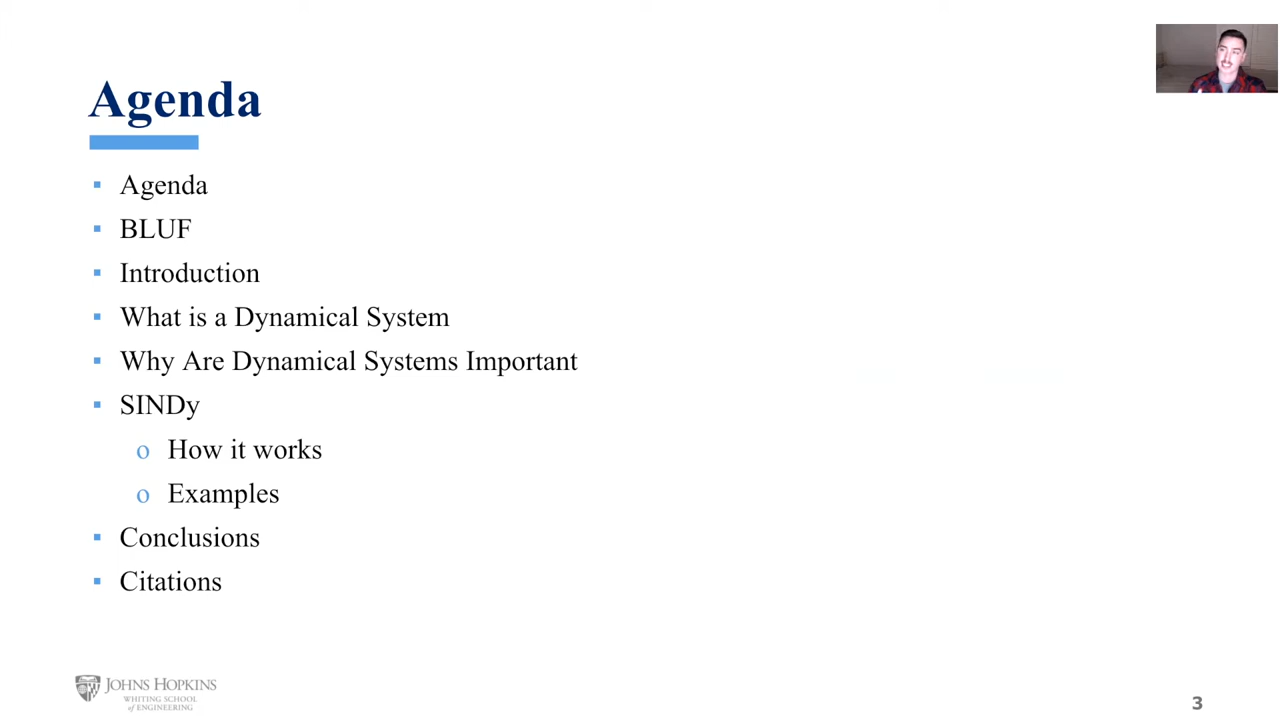 Agenda
▪ Agenda
▪ BLUF
▪ Introduction
▪ What is a Dynamical System
▪ Why Are Dynamical Systems Important
▪ SINDy
o How it works
o Examples
▪ Conclusions
▪ Citations
JOHNS HOPKINS
WHITING SCHOOL
of ENGINEERING
3